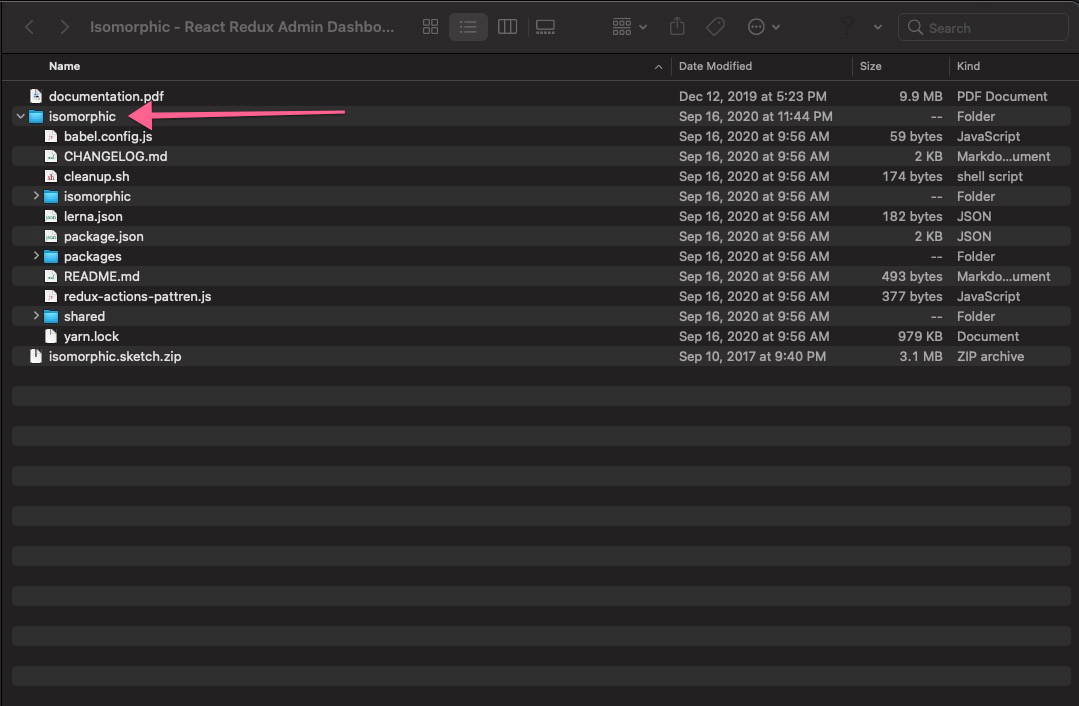 Isomorphic - React Redux Admin Dashbo... Search
Name Date Modified Size Kind
documentation.pdf Dec 12, 2019 at 5:23 PM 9.9 MB PDF Document
isomorphic Sep 16, 2020 at 11:44 PM -- Folder
babel.config.js Sep 16, 2020 at 9:56 AM 59 bytes JavaScript
CHANGELOG.md Sep 16, 2020 at 9:56 AM 2 KB Markdo...ument
cleanup.sh Sep 16, 2020 at 9:56 AM 174 bytes shell script
isomorphic Sep 16, 2020 at 9:56 AM -- Folder
lerna.json Sep 16, 2020 at 9:56 AM 182 bytes JSON
package.json Sep 16, 2020 at 9:56 AM 2 KB JSON
packages Sep 16, 2020 at 9:56 AM -- Folder
README.md Sep 16, 2020 at 9:56 AM 493 bytes Markdo...ument
redux-actions-pattren.js Sep 16, 2020 at 9:56 AM 377 bytes JavaScript
shared Sep 16, 2020 at 9:56 AM -- Folder
yarn.lock Sep 16, 2020 at 9:56 AM 979 KB Document
isomorphic.sketch.zip Sep 10, 2017 at 9:40 PM 3.1 MB ZIP archive